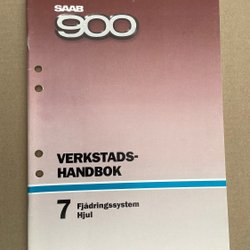 SAAB
900
VERKSTADS-
HANDBOK
7 Fjädringssystem
Hjul